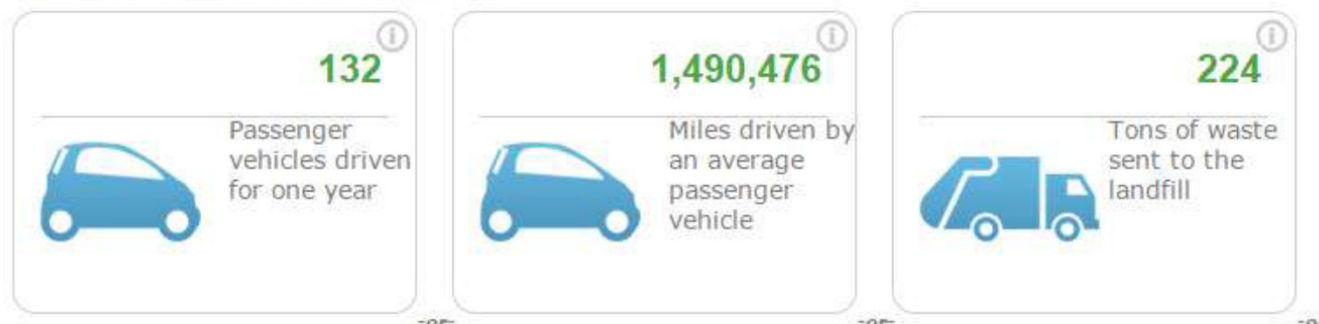 132
Passenger
vehicles driven
for one year
1,490,476
Miles driven by
an average
passenger
vehicle
224
Tons of waste
sent to the
landfill